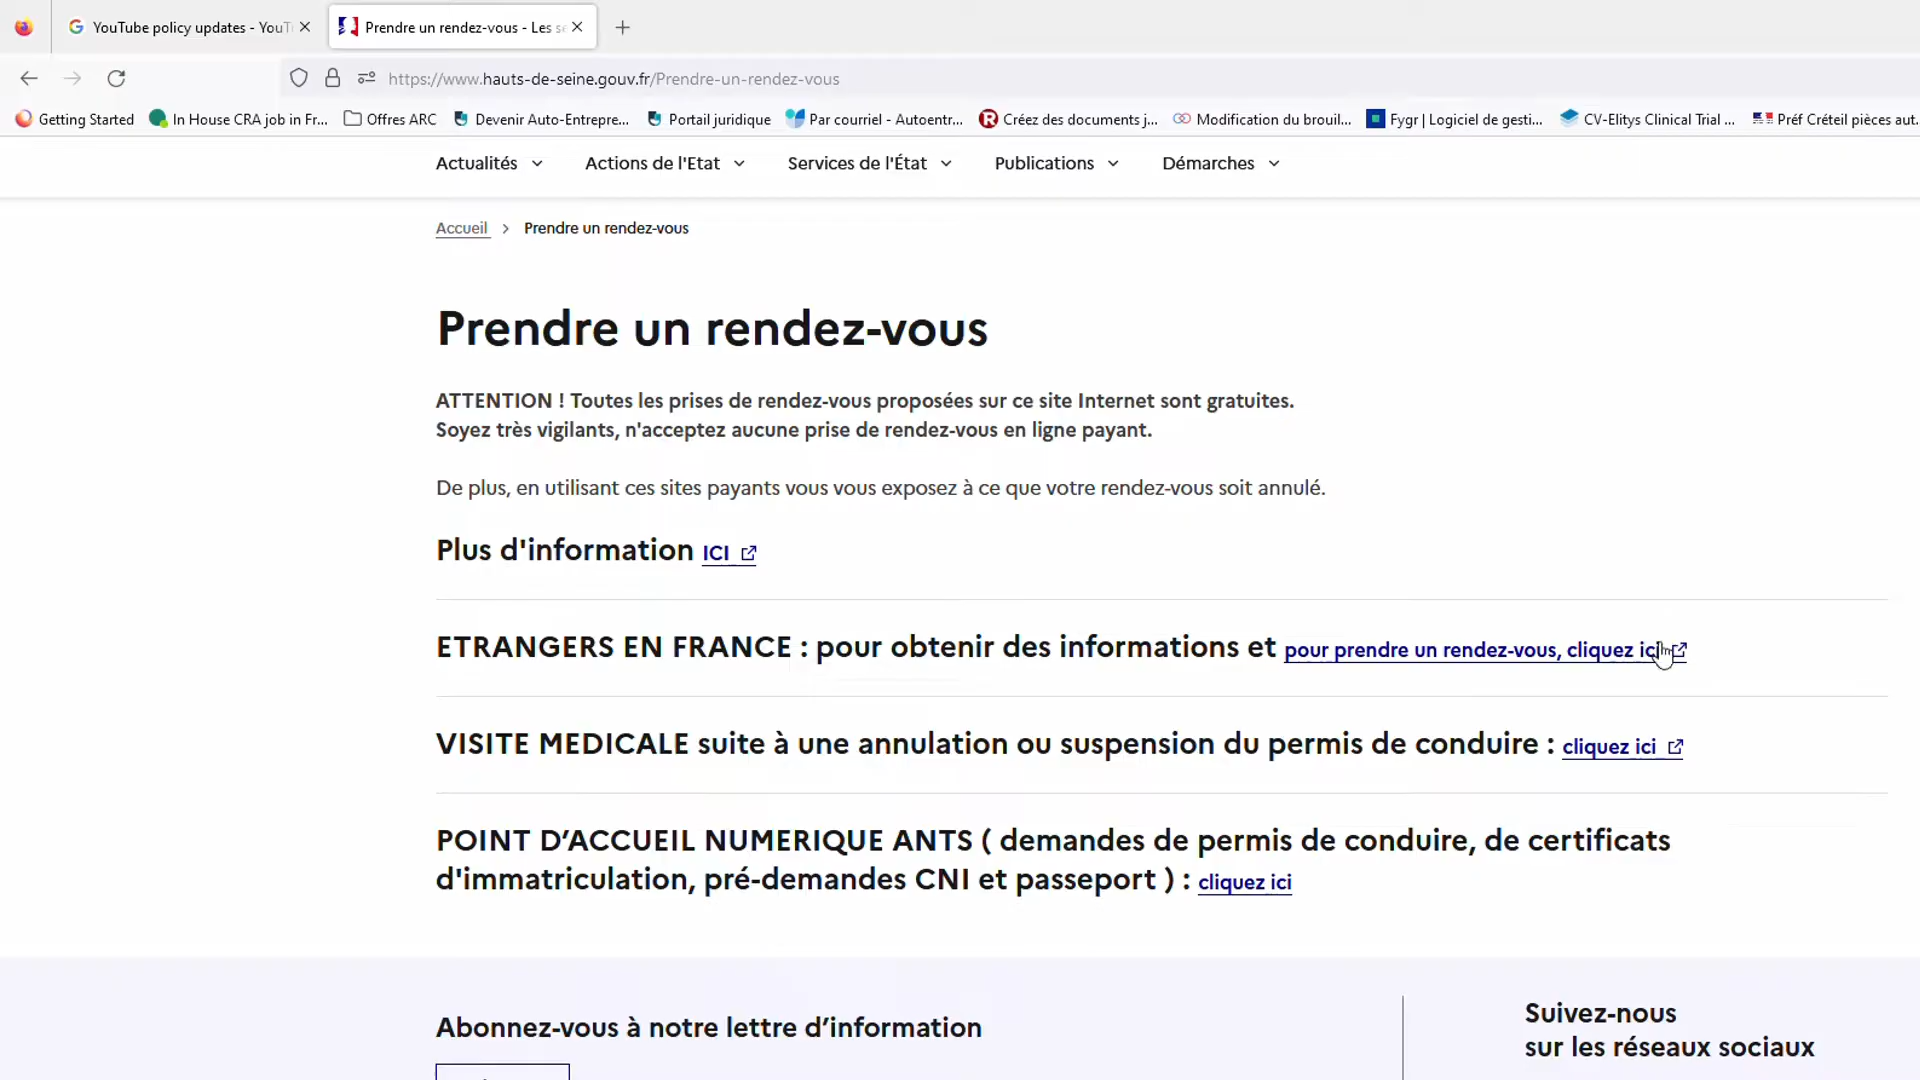 YouTube policy updates - YouT
Prendre un rendez-vous - Les se
https://www.hauts-de-seine.gouv.fr/Prendre-un-rendez-vous
Getting Started
In House CRA job in Fr...
Offres ARC
Devenir Auto-Entrepre...
Portail juridique
Par courriel - Autoentr...
Créez des documents j...
Modification du brouil...
Fygr | Logiciel de gesti...
CV-Elitys Clinical Trial ...
Préf Créteil pièces aut.
Actualités
Actions de l'Etat
Services de l'État
Publications
Démarches
Accueil > Prendre un rendez-vous
Prendre un rendez-vous
ATTENTION ! Toutes les prises de rendez-vous proposées sur ce site Internet sont gratuites.
Soyez très vigilants, n'acceptez aucune prise de rendez-vous en ligne payant.
De plus, en utilisant ces sites payants vous vous exposez à ce que votre rendez-vous soit annulé.
Plus d'information ICI
ETRANGERS EN FRANCE : pour obtenir des informations et pour prendre un rendez-vous, cliquez ici
VISITE MEDICALE suite à une annulation ou suspension du permis de conduire : cliquez ici
POINT D’ACCUEIL NUMERIQUE ANTS ( demandes de permis de conduire, de certificats
d'immatriculation, pré-demandes CNI et passeport ) : cliquez ici
Abonnez-vous à notre lettre d’information
Suivez-nous
sur les réseaux sociaux